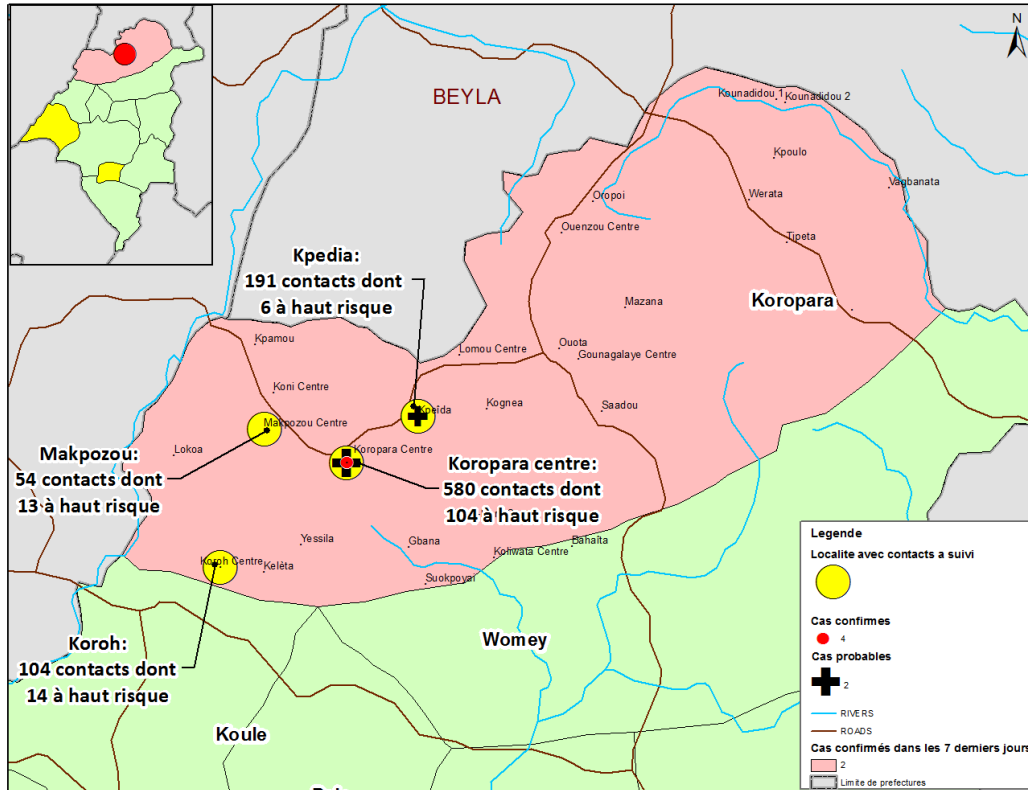 N
BEYLA
Kounadidou 1
Kounadidou 2
Kpoulo
Vagbanata
Werata
Oropoi
Ouenzou Centre
Tipeta
Kpedia:
191 contacts dont
6 à haut risque
Mazana
Koropara
Kpamou
Lomou Centre
Ouota
Gounagalaye Centre
Koni Centre
Kpeïda
Kognea
Saadou
Makpozou Centre
Lokoa
Koropara Centre
Makpozou:
54 contacts dont
13 à haut risque
Koropara centre:
580 contacts dont
104 à haut risque
Yessila
Gbana
Koliwata Centre
Bahaïta
Koroh Centre
Kelèta
Suokpoyai
Koroh:
104 contacts dont
14 à haut risque
Womey
Koule
Legende
Localite avec contacts a suivi
Cas confirmes
4
Cas probables
2
RIVERS
ROADS
Cas confirmés dans les 7 derniers jours
2
Limite de prefectures